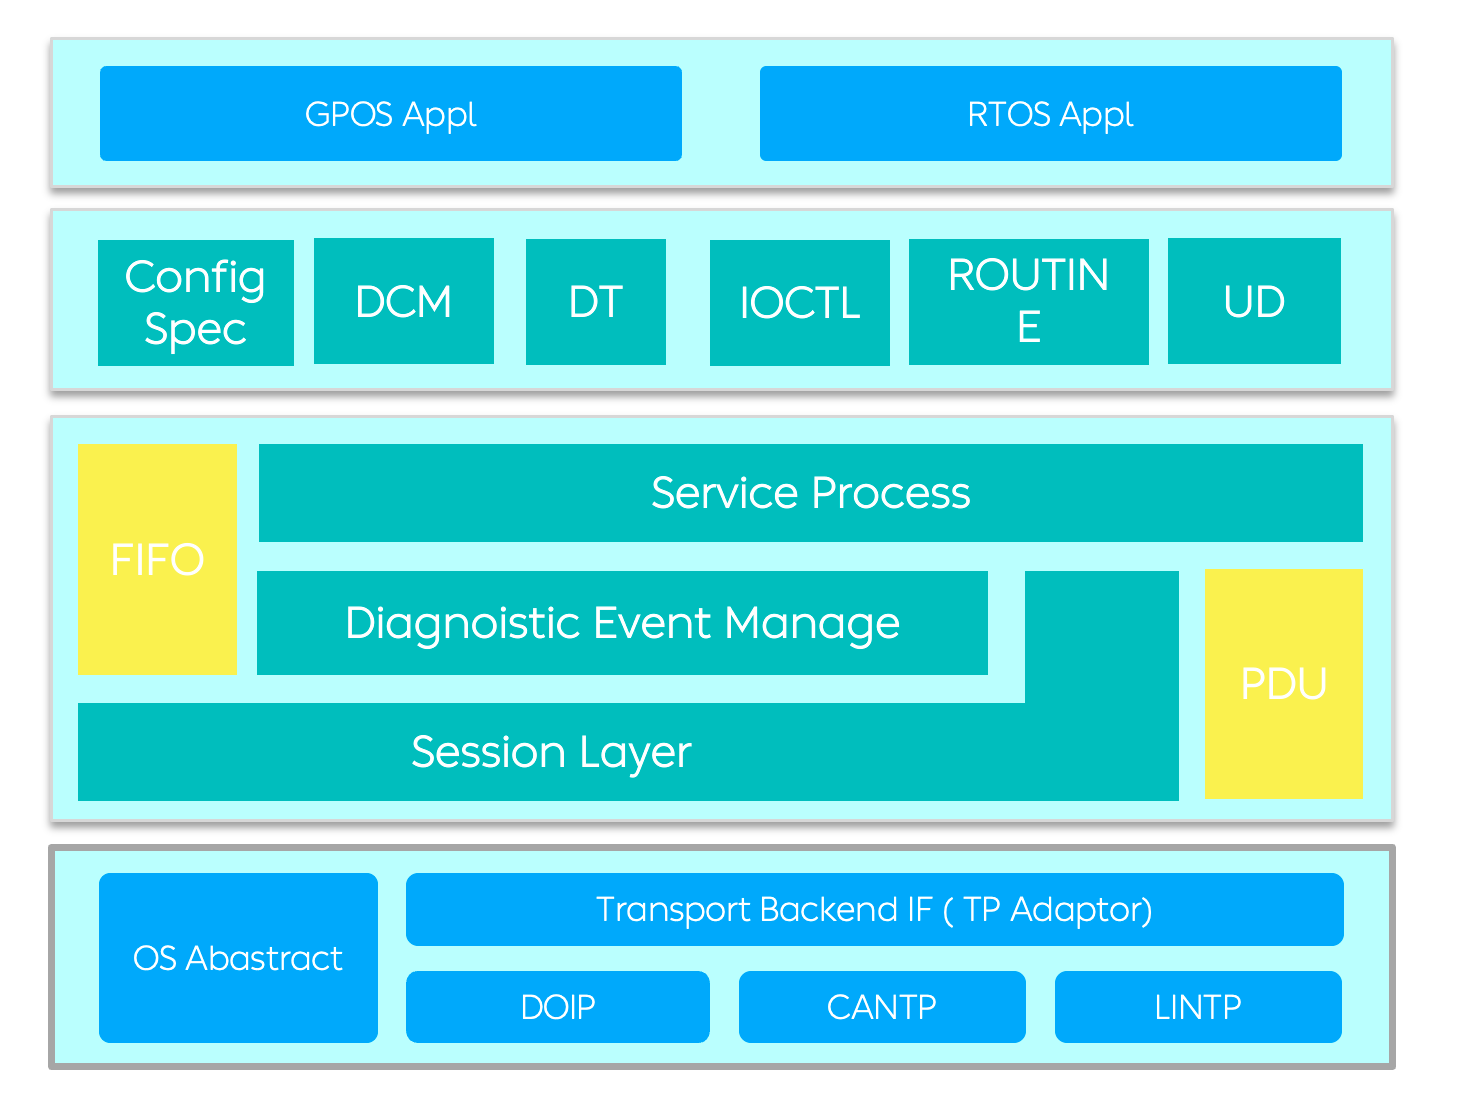 GPOS Appl
RTOS Appl
Config
Spec
DCM
DT
IOCTL
ROUTIN
E
UD
Service Process
FIFO
Diagnoistic Event Manage
PDU
Session Layer
Transport Backend IF ( TP Adaptor)
OS Abastract
DOIP
CANTP
LINTP